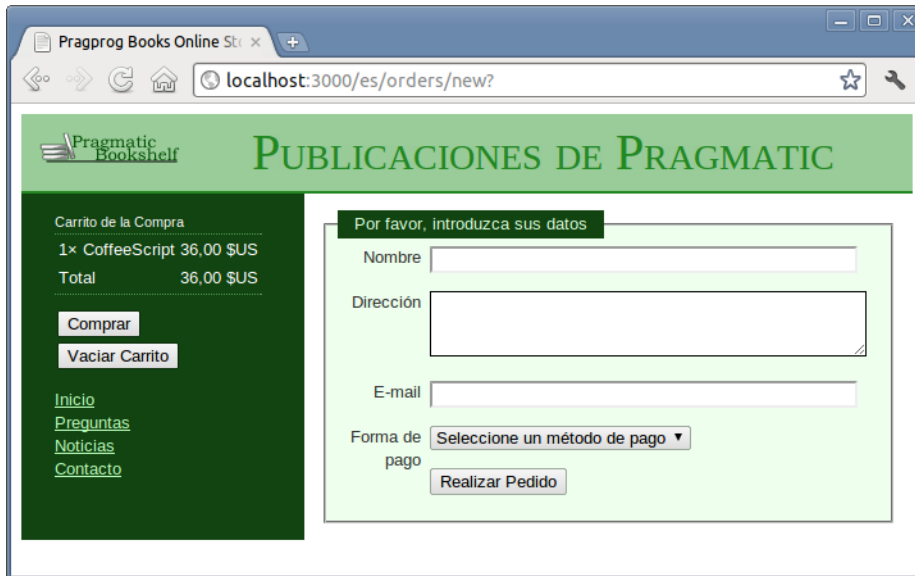 Pragprog Books Online Sto
localhost:3000/es/orders/new?
Pragmatic
Bookshelf
PUBLICACIONES DE PRAGMATIC
Carrito de la Compra
1× CoffeeScript 36,00 $US
Total 36,00 $US
Comprar
Vaciar Carrito
Inicio
Preguntas
Noticias
Contacto
Por favor, introduzca sus datos
Nombre
Dirección
E-mail
Forma de
pago
Seleccione un método de pago
Realizar Pedido